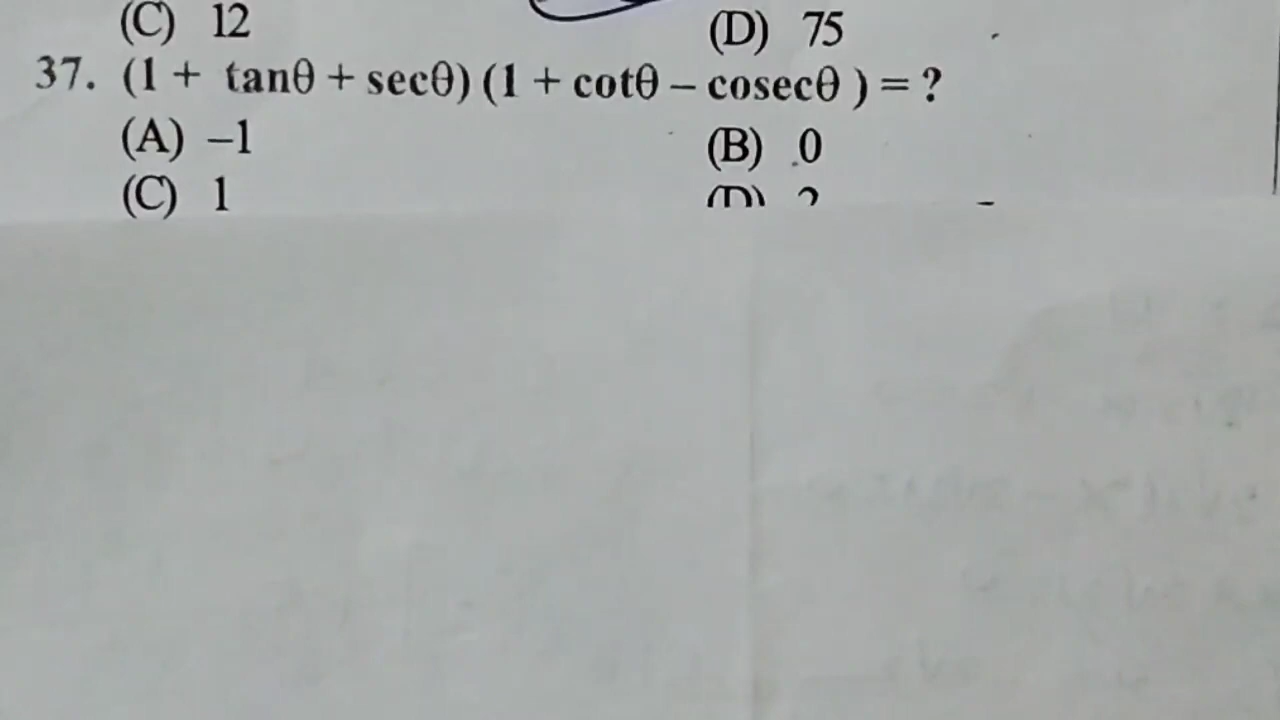 (C) 12 (D) 75
37. (1 + tanθ + secθ) (1 + cotθ – cosecθ ) = ?
(A) –1 (B) 0
(C) 1